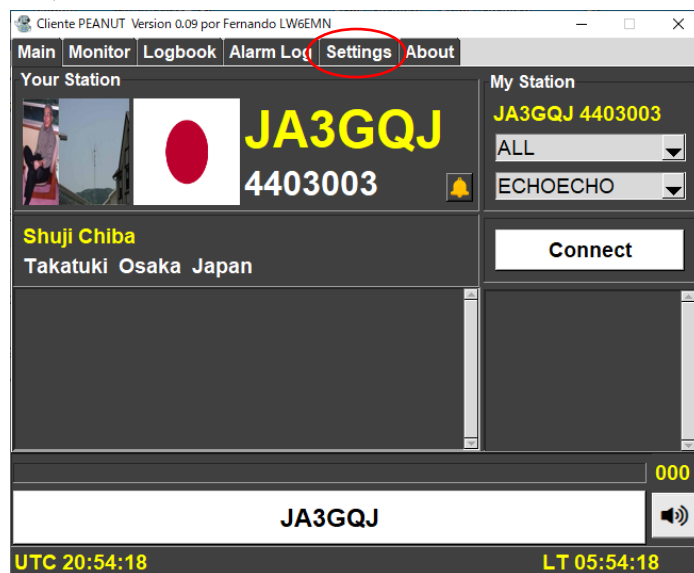 Cliente PEANUT Version 0.09 por Fernando LW6EMN
Main Monitor Logbook Alarm Log Settings About
Your Station
JA3GQJ
4403003
Shuji Chiba
Takatuki Osaka Japan
My Station
JA3GQJ 4403003
ALL
ECHOECHO
Connect
000
JA3GQJ
UTC 20:54:18
LT 05:54:18